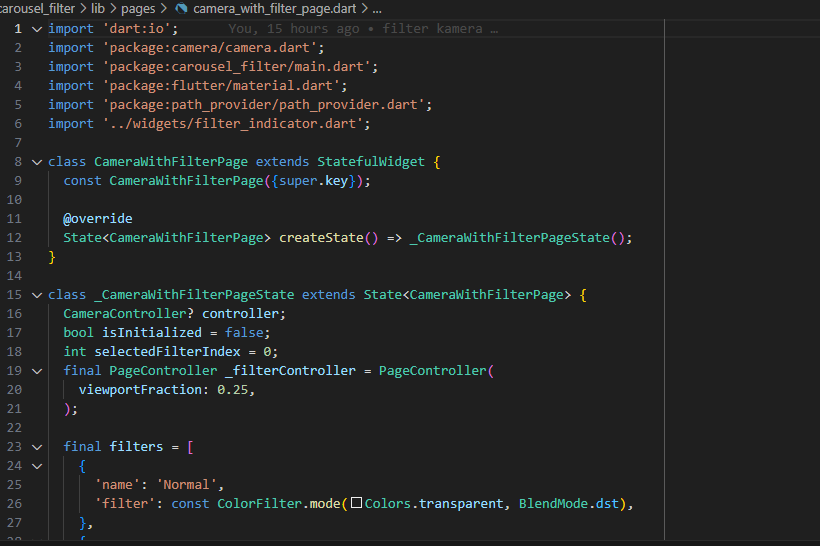 carousel_filter > lib > pages > camera_with_filter_page.dart > ...
1 import 'dart:io'; You, 15 hours ago • filter kamera …
2 import 'package:camera/camera.dart';
3 import 'package:carousel_filter/main.dart';
4 import 'package:flutter/material.dart';
5 import 'package:path_provider/path_provider.dart';
6 import '../widgets/filter_indicator.dart';
7
8 class CameraWithFilterPage extends StatefulWidget {
9 const CameraWithFilterPage({super.key});
10
11 @override
12 State<CameraWithFilterPage> createState() => _CameraWithFilterPageState();
13 }
14
15 class _CameraWithFilterPageState extends State<CameraWithFilterPage> {
16 CameraController? controller;
17 bool isInitialized = false;
18 int selectedFilterIndex = 0;
19 final PageController _filterController = PageController(
20 viewportFraction: 0.25,
21 );
22
23 final filters = [
24 {
25 'name': 'Normal',
26 'filter': const ColorFilter.mode(Colors.transparent, BlendMode.dst),
27 },
28 {